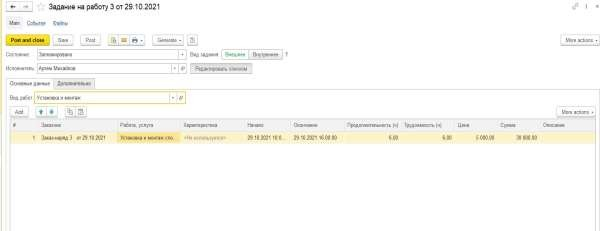 Задание на работу 3 от 29.10.2021
Main События Файлы
Post and close Save Post Generate More actions
Состояние: Запланировано Вид задания: Внешнее Внутреннее ?
Исполнитель: Артем Михайлов Редактировать списком
Основные данные Дополнительно
Вид работ: Установка и монтаж
Add More actions
# Заказчик Работа, услуга Характеристика Начало Окончание Продолжительность (ч) Трудоемкость (ч) Цена Сумма Описание
1 Заказ-наряд 3 от 29.10.2021 Установка и монтаж <Не используется> 29.10.2021 10:0... 29.10.2021 16:00:00 6,00 6,00 5 000,00 30 000,00